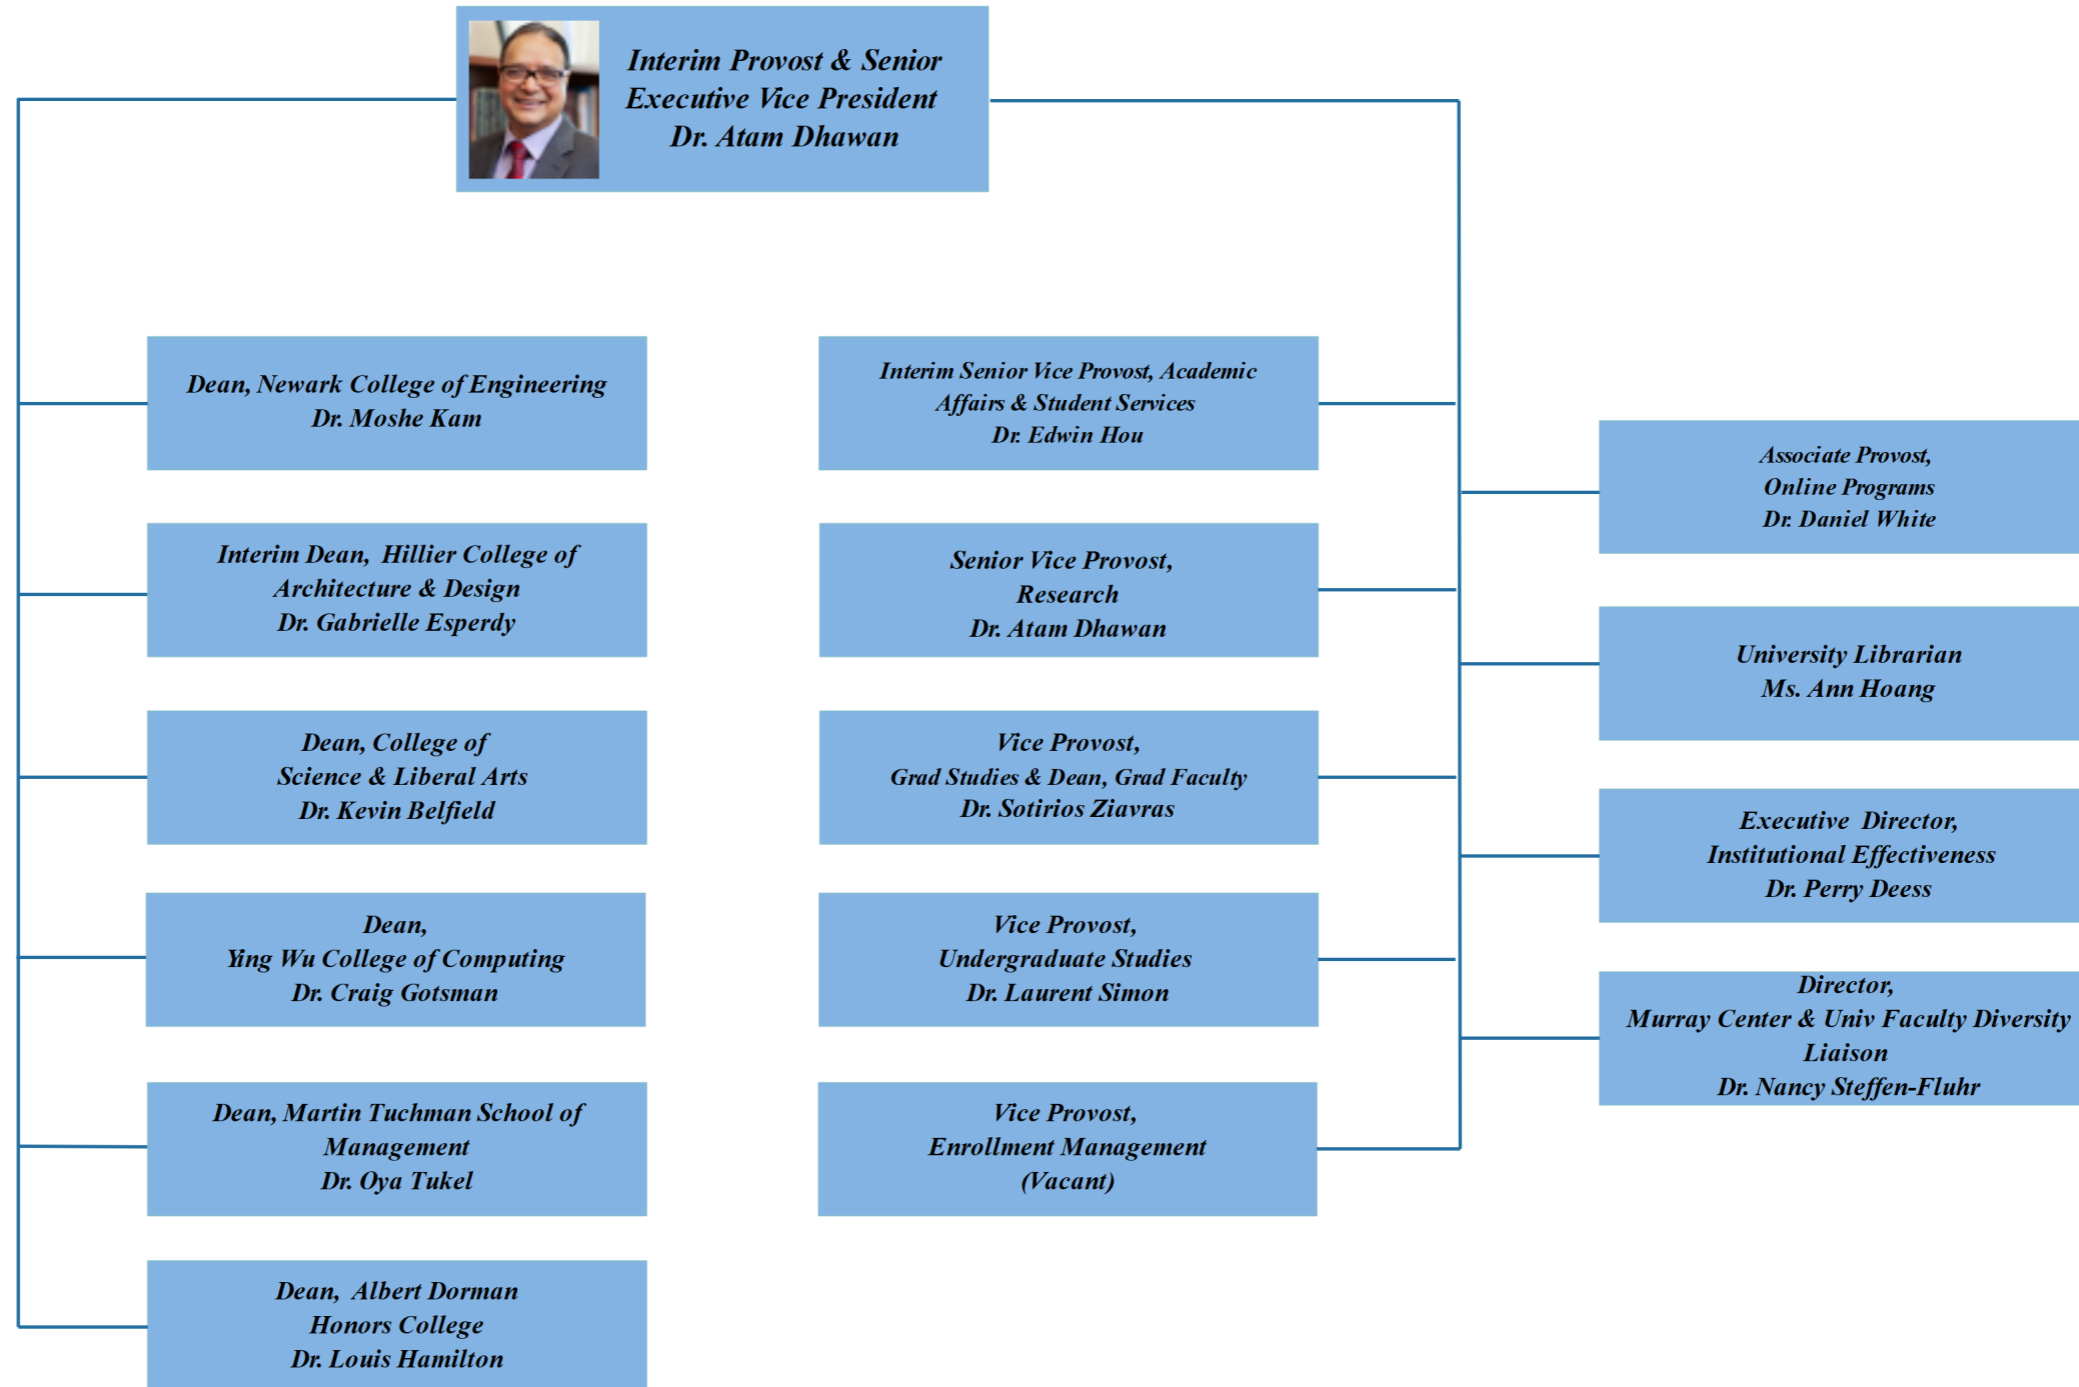 Interim Provost & Senior
Executive Vice President
Dr. Atam Dhawan
Dean, Newark College of Engineering
Dr. Moshe Kam
Interim Dean, Hillier College of
Architecture & Design
Dr. Gabrielle Esperdy
Dean, College of
Science & Liberal Arts
Dr. Kevin Belfield
Dean,
Ying Wu College of Computing
Dr. Craig Gotsman
Dean, Martin Tuchman School of
Management
Dr. Oya Tukel
Dean, Albert Dorman
Honors College
Dr. Louis Hamilton
Interim Senior Vice Provost, Academic
Affairs & Student Services
Dr. Edwin Hou
Senior Vice Provost,
Research
Dr. Atam Dhawan
Vice Provost,
Grad Studies & Dean, Grad Faculty
Dr. Sotirios Ziavras
Vice Provost,
Undergraduate Studies
Dr. Laurent Simon
Vice Provost,
Enrollment Management
(Vacant)
Associate Provost,
Online Programs
Dr. Daniel White
University Librarian
Ms. Ann Hoang
Executive Director,
Institutional Effectiveness
Dr. Perry Deess
Director,
Murray Center & Univ Faculty Diversity
Liaison
Dr. Nancy Steffen-Fluhr